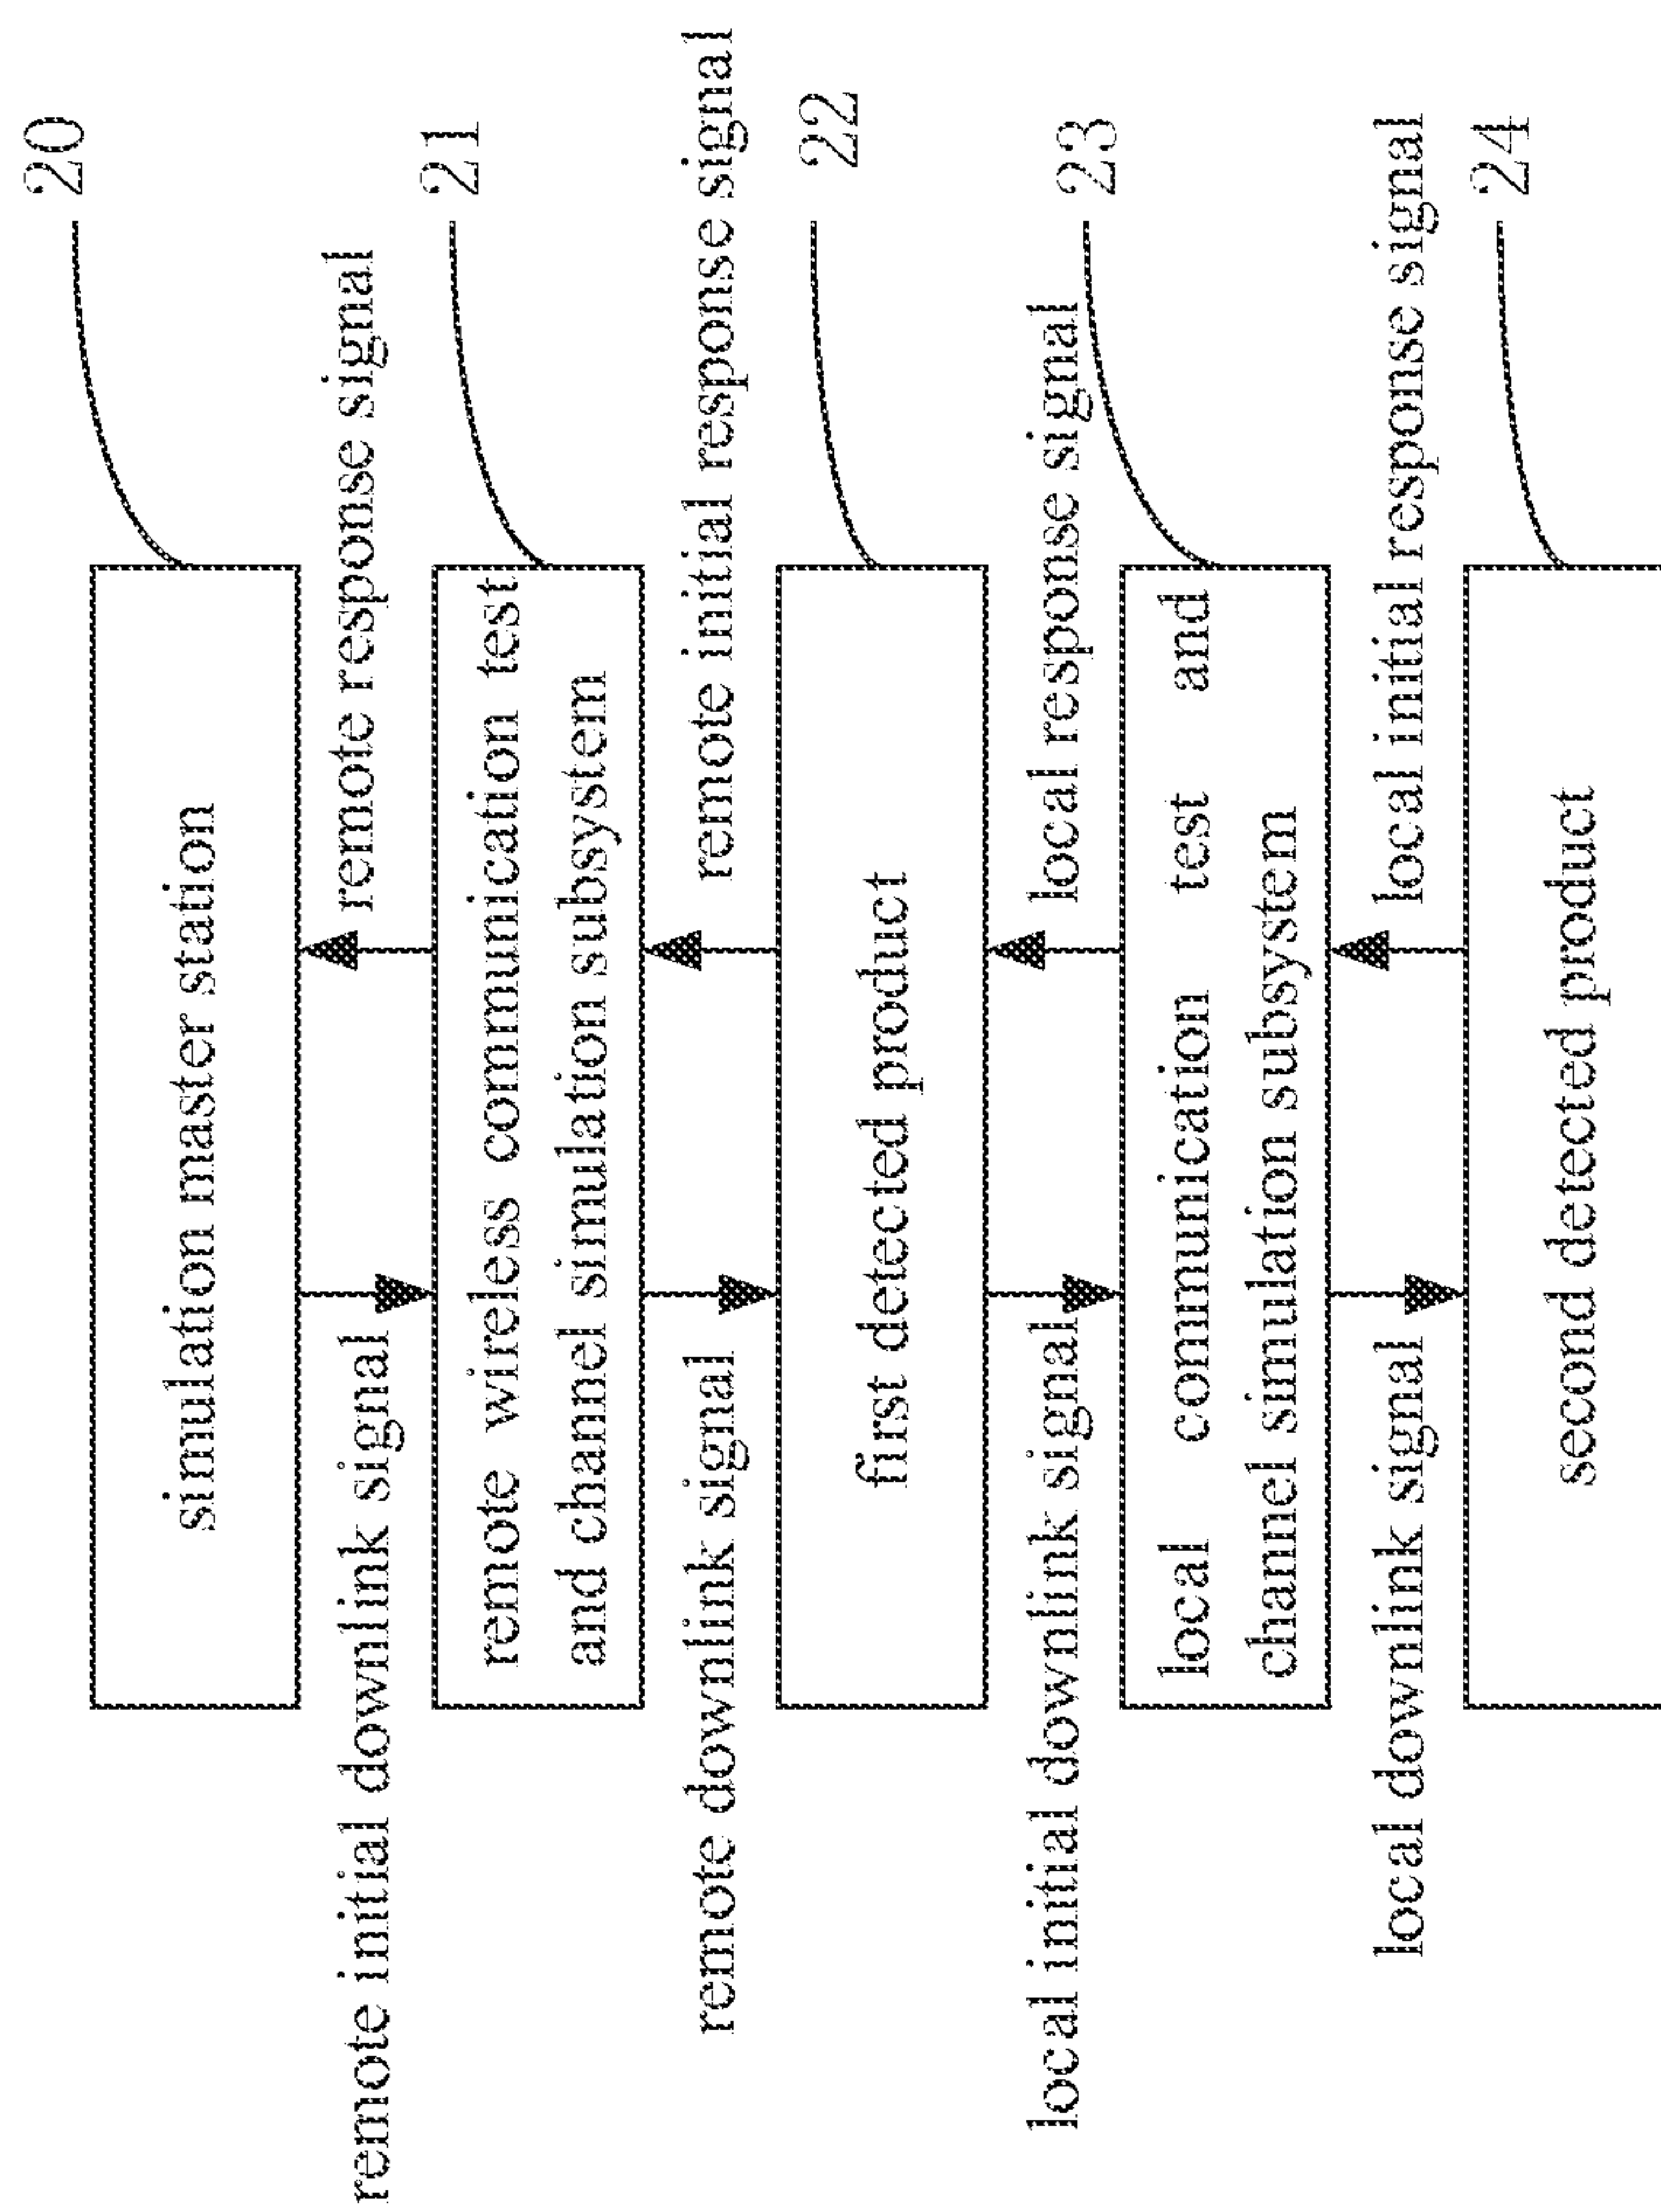 20
simulation master station
remote initial downlink signal
remote response signal
21
remote wireless communication test
and channel simulation subsystem
remote downlink signal
remote initial response signal
22
first detected product
local initial downlink signal
local response signal
23
local communication test and
channel simulation subsystem
local downlink signal
local initial response signal
24
second detected product